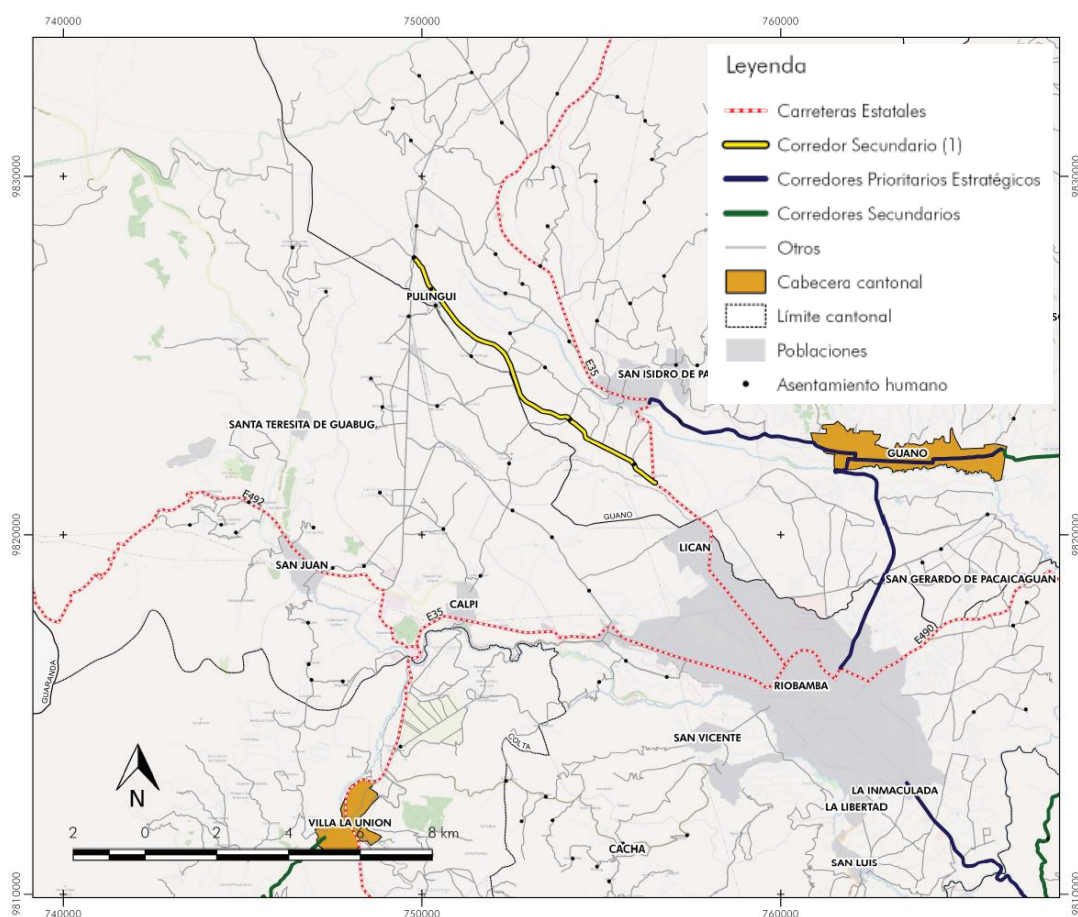 740000
750000
760000
Leyenda
Carreteras Estatales
Corredor Secundario (1)
Corredores Prioritarios Estratégicos
Corredores Secundarios
Otros
Cabecera cantonal
Límite cantonal
Poblaciones
Asentamiento humano
9830000
9830000
PULINGUI
E35
SAN ISIDRO DE PA
SANTA TERESITA DE GUABUG,
GUANO
E492
GUANO
9820000
9820000
LICAN
SAN JUAN
SAN GERARDO DE PACAICAGUAN
CALPI
E35
E490
GUARANDA
RIOBAMBA
COLTA
SAN VICENTE
N
LA INMACULADA
LA LIBERTAD
VILLA LA UNION
2 0 2 4 6 8 km
CACHA
SAN LUIS
9810000
9810000
740000
750000
760000